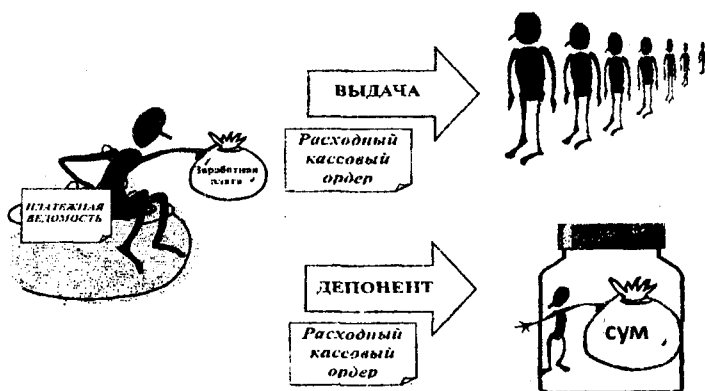 ВЫДАЧА
Расходный
кассовый
ордер
Заработная
плата
ПЛАТЕЖНАЯ
ВЕДОМОСТЬ
ДЕПОНЕНТ
Расходный
кассовый
ордер
сум